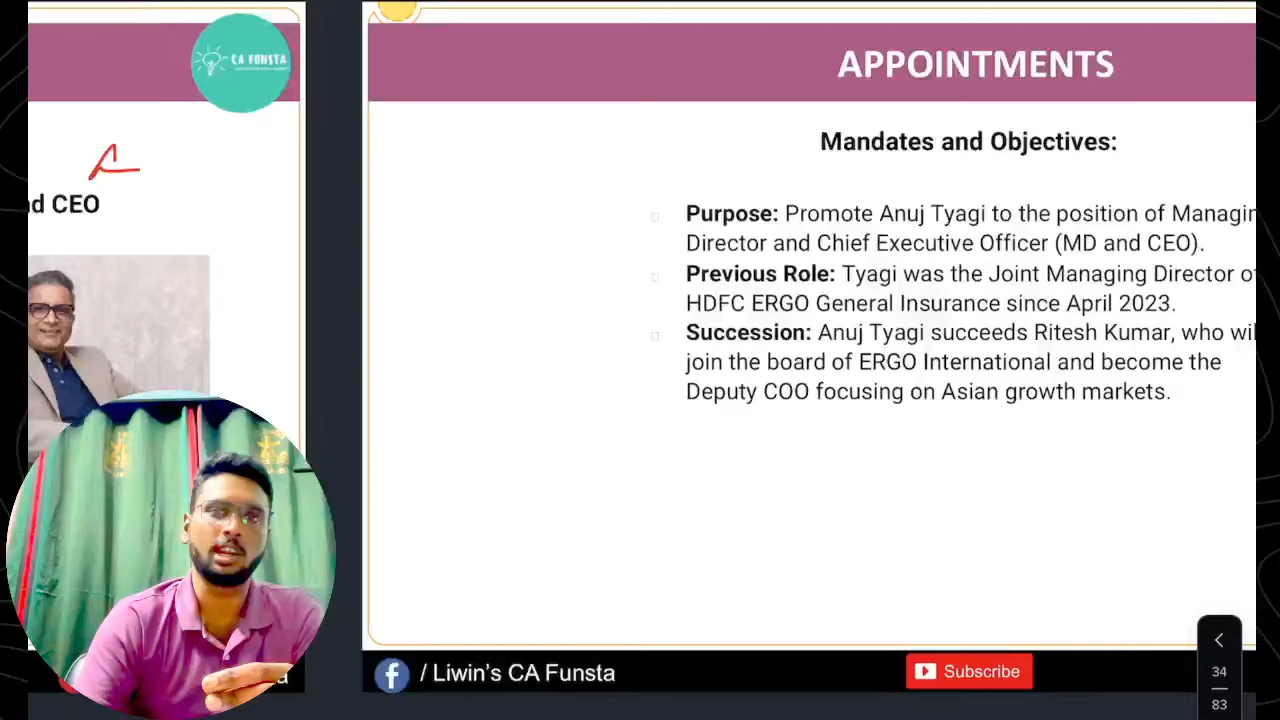 CA FUNSTA
nd CEO
APPOINTMENTS
Mandates and Objectives:
Purpose: Promote Anuj Tyagi to the position of Managin
Director and Chief Executive Officer (MD and CEO).
Previous Role: Tyagi was the Joint Managing Director of
HDFC ERGO General Insurance since April 2023.
Succession: Anuj Tyagi succeeds Ritesh Kumar, who wil
join the board of ERGO International and become the
Deputy COO focusing on Asian growth markets.
/ Liwin's CA Funsta
Subscribe
34
83